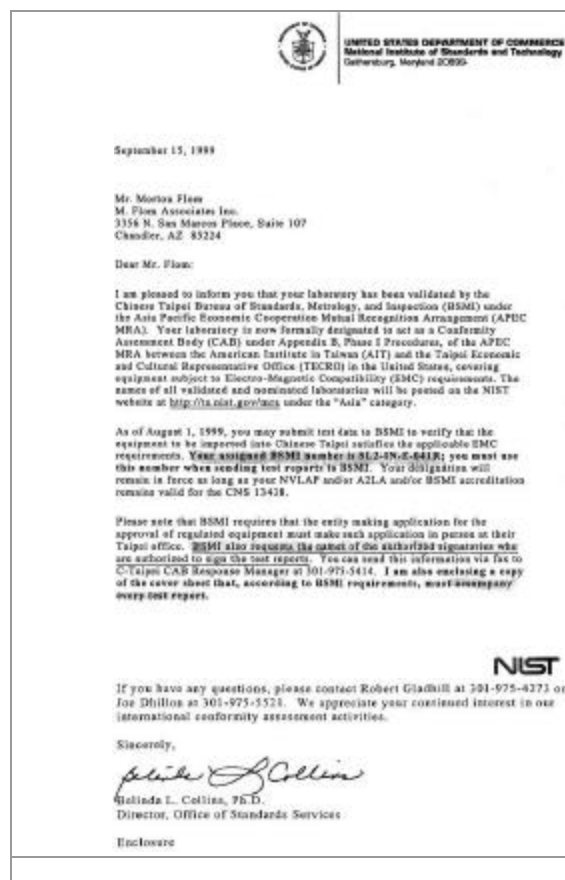 UNITED STATES DEPARTMENT OF COMMERCE
National Institute of Standards and Technology
Gaithersburg, Maryland 20899-
September 15, 1999
Mr. Morton Flom
M. Flom Associates Inc.
3356 N. San Marcos Place, Suite 107
Chandler, AZ 85224
Dear Mr. Flom:
I am pleased to inform you that your laboratory has been validated by the
Chinese Taipei Bureau of Standards, Metrology, and Inspection (BSMI) under
the Asia Pacific Economic Cooperation Mutual Recognition Arrangement (APEC
MRA). Your laboratory is now formally designated to act as a Conformity
Assessment Body (CAB) under Appendix B, Phase I Procedures, of the APEC
MRA between the American Institute in Taiwan (AIT) and the Taipei Economic
and Cultural Representative Office (TECRO) in the United States, covering
equipment subject to Electro-Magnetic Compatibility (EMC) requirements. The
names of all validated and nominated laboratories will be posted on the NIST
website at http://ts.nist.gov/mra under the "Asia" category.
As of August 1, 1999, you may submit test data to BSMI to verify that the
equipment to be imported into Chinese Taipei satisfies the applicable EMC
requirements. Your assigned BSMI number is SL2-IN-E-041R; you must use
this number when sending test reports to BSMI. Your designation will
remain in force as long as your NVLAP and/or A2LA and/or BSMI accreditation
remains valid for the CNS 13438.
Please note that BSMI requires that the entity making application for the
approval of regulated equipment must make such application in person at their
Taipei office. BSMI also requests the names of the authorized signatories who
are authorized to sign the test reports. You can send this information via fax to
C-Taipei CAB Response Manager at 301-975-5414. I am also enclosing a copy
of the cover sheet that, according to BSMI requirements, must accompany
every test report.
NIST
If you have any questions, please contact Robert Gladhill at 301-975-4273 or
Joe Dhillon at 301-975-5521. We appreciate your continued interest in our
international conformity assessment activities.
Sincerely,
Belinda L. Collins
Belinda L. Collins, Ph.D.
Director, Office of Standards Services
Enclosure